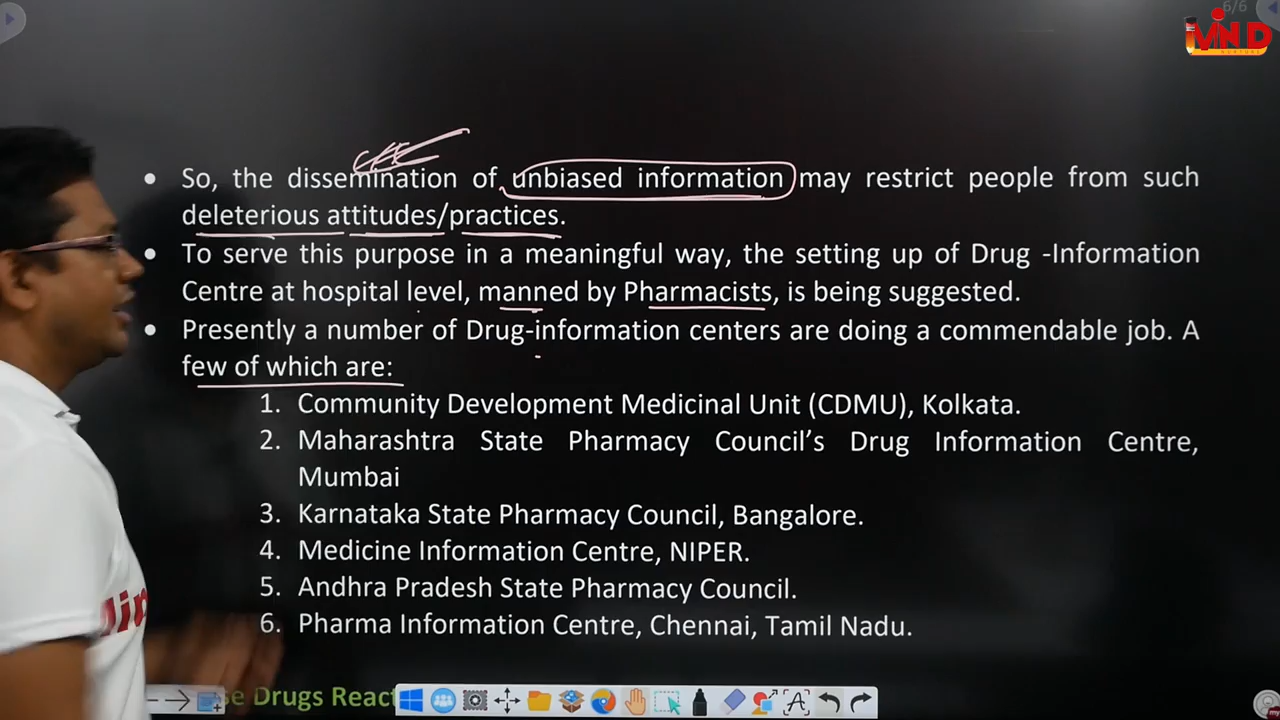 6/6
MIND
NURTURE
• So, the dissemination of unbiased information may restrict people from such
deleterious attitudes/practices.
• To serve this purpose in a meaningful way, the setting up of Drug -Information
Centre at hospital level, manned by Pharmacists, is being suggested.
• Presently a number of Drug-information centers are doing a commendable job. A
few of which are:
1. Community Development Medicinal Unit (CDMU), Kolkata.
2. Maharashtra State Pharmacy Council’s Drug Information Centre,
Mumbai
3. Karnataka State Pharmacy Council, Bangalore.
4. Medicine Information Centre, NIPER.
5. Andhra Pradesh State Pharmacy Council.
6. Pharma Information Centre, Chennai, Tamil Nadu.
Drugs